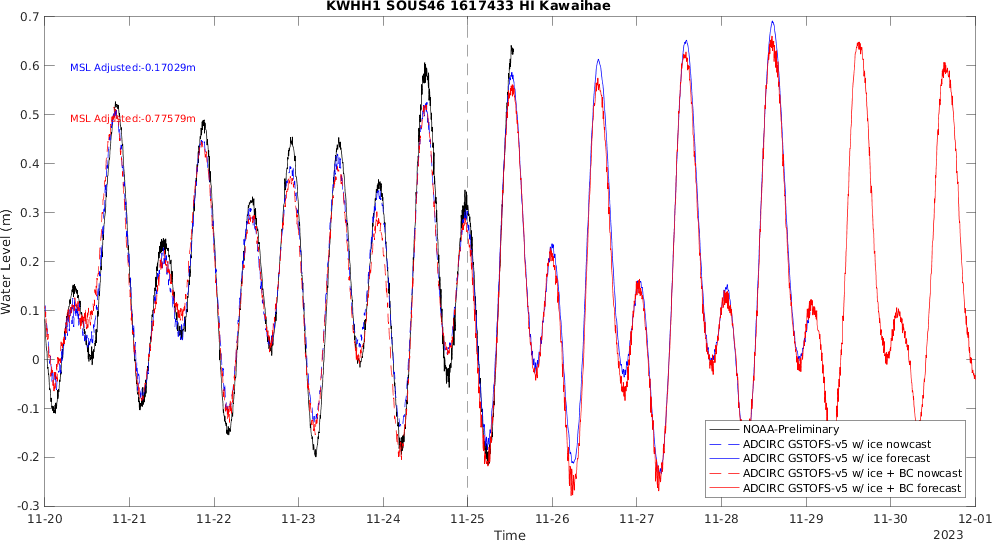 KWHH1 SOUS46 1617433 HI Kawaihae
0.7
0.6
0.5
0.4
0.3
0.2
0.1
0
-0.1
-0.2
-0.3
Water Level (m)
MSL Adjusted:-0.17029m
MSL Adjusted:-0.77579m
NOAA-Preliminary
ADCIRC GSTOFS-v5 w/ ice nowcast
ADCIRC GSTOFS-v5 w/ ice forecast
ADCIRC GSTOFS-v5 w/ ice + BC nowcast
ADCIRC GSTOFS-v5 w/ ice + BC forecast
11-20 11-21 11-22 11-23 11-24 11-25 11-26 11-27 11-28 11-29 11-30 12-01
Time
2023